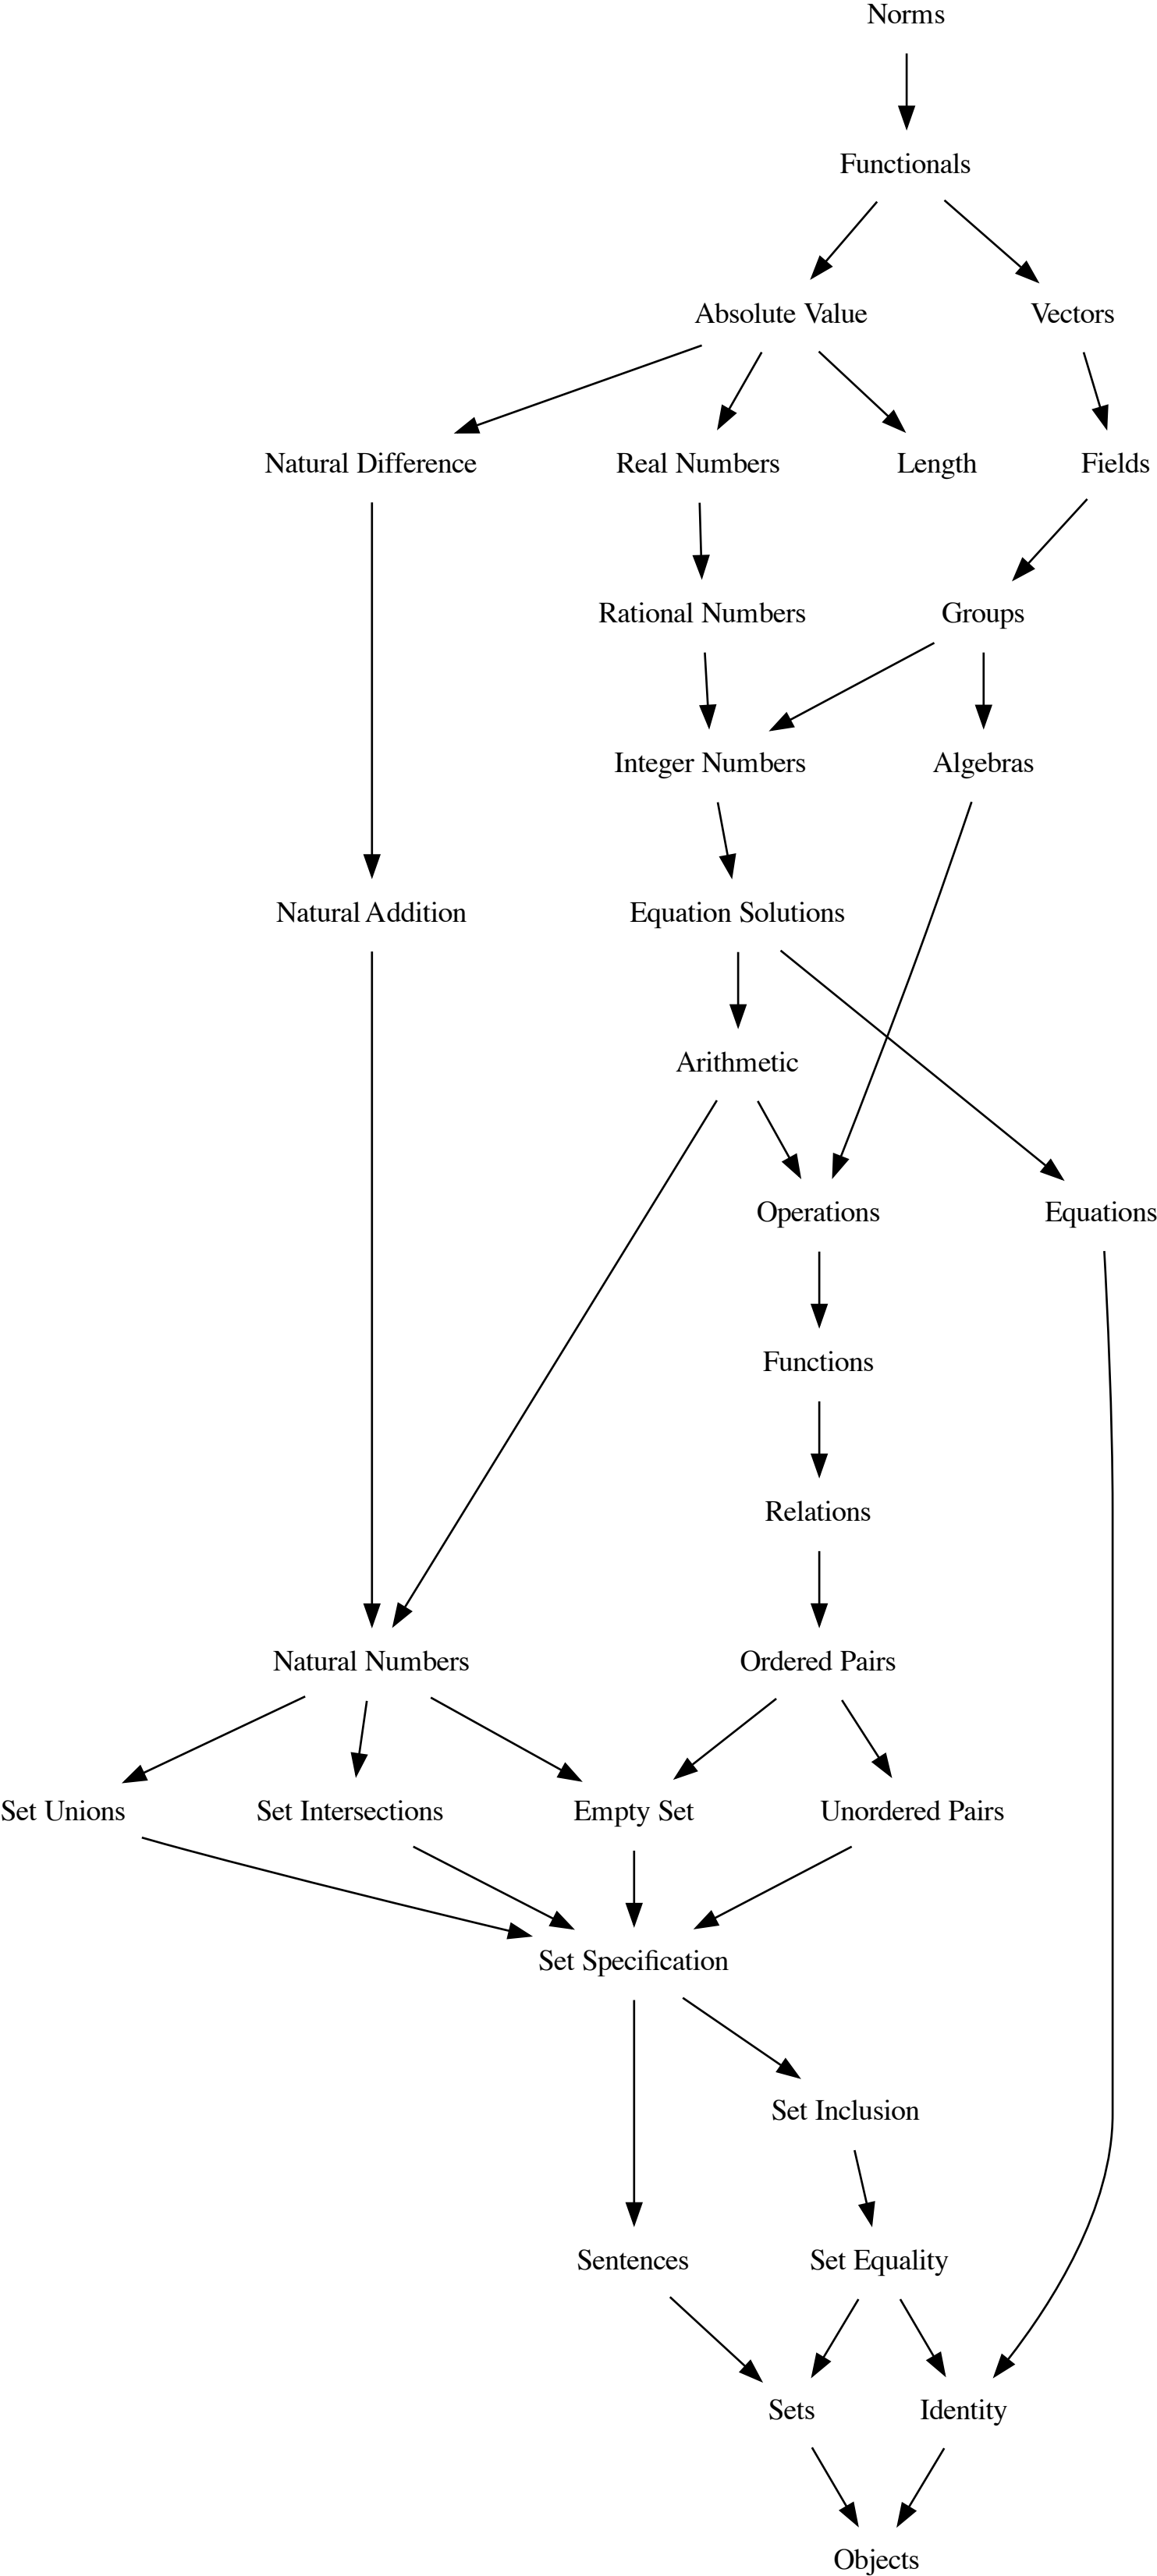 Norms
Functionals
Absolute Value
Vectors
Natural Difference
Real Numbers
Length
Fields
Rational Numbers
Groups
Integer Numbers
Algebras
Natural Addition
Equation Solutions
Arithmetic
Operations
Equations
Functions
Relations
Natural Numbers
Ordered Pairs
Set Unions
Set Intersections
Empty Set
Unordered Pairs
Set Specification
Set Inclusion
Sentences
Set Equality
Sets
Identity
Objects